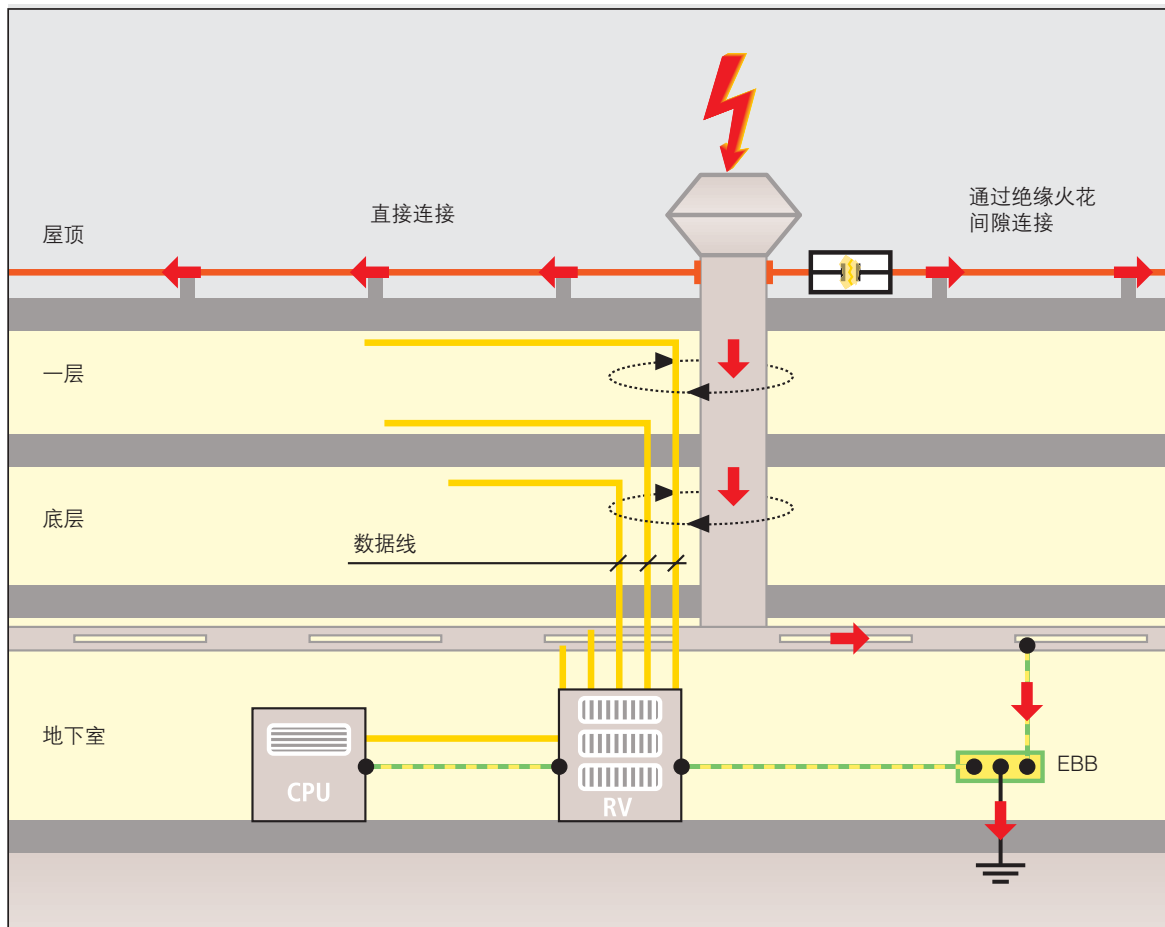 直接连接
通过绝缘火花
间隙连接
屋顶
一层
底层
数据线
地下室
EBB
CPU
RV